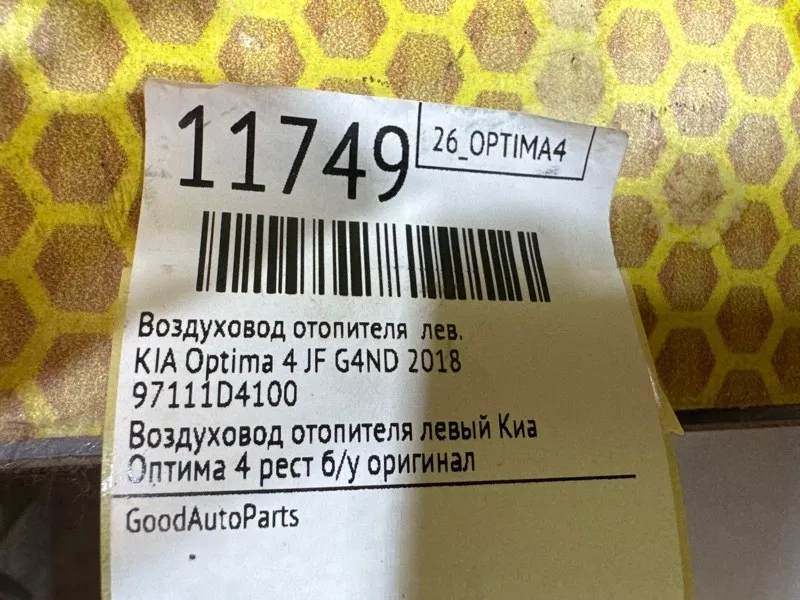 11749
26_OPTIMA4
Воздуховод отопителя лев.
KIA Optima 4 JF G4ND 2018
97111D4100
Воздуховод отопителя левый Киа
Оптима 4 рест б/у оригинал
GoodAutoParts